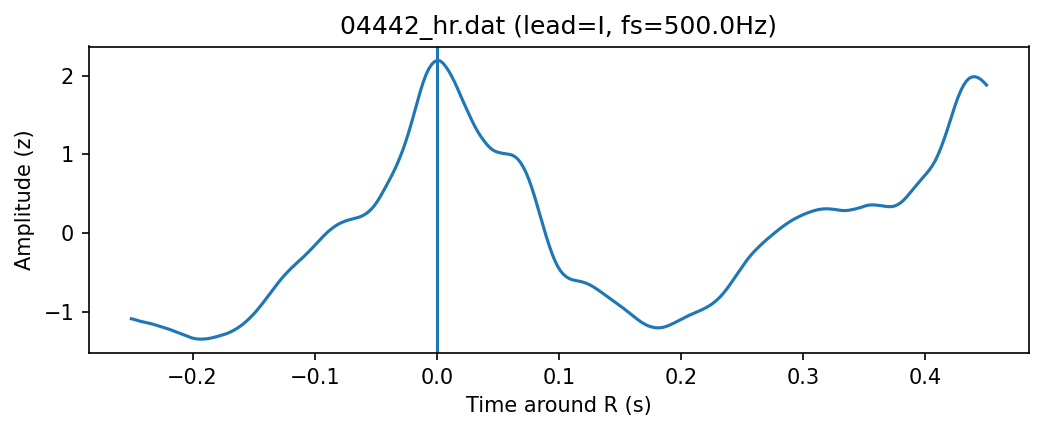 04442_hr.dat (lead=I, fs=500.0Hz)
Amplitude (z)
2
1
0
−1
−0.2 −0.1 0.0 0.1 0.2 0.3 0.4
Time around R (s)